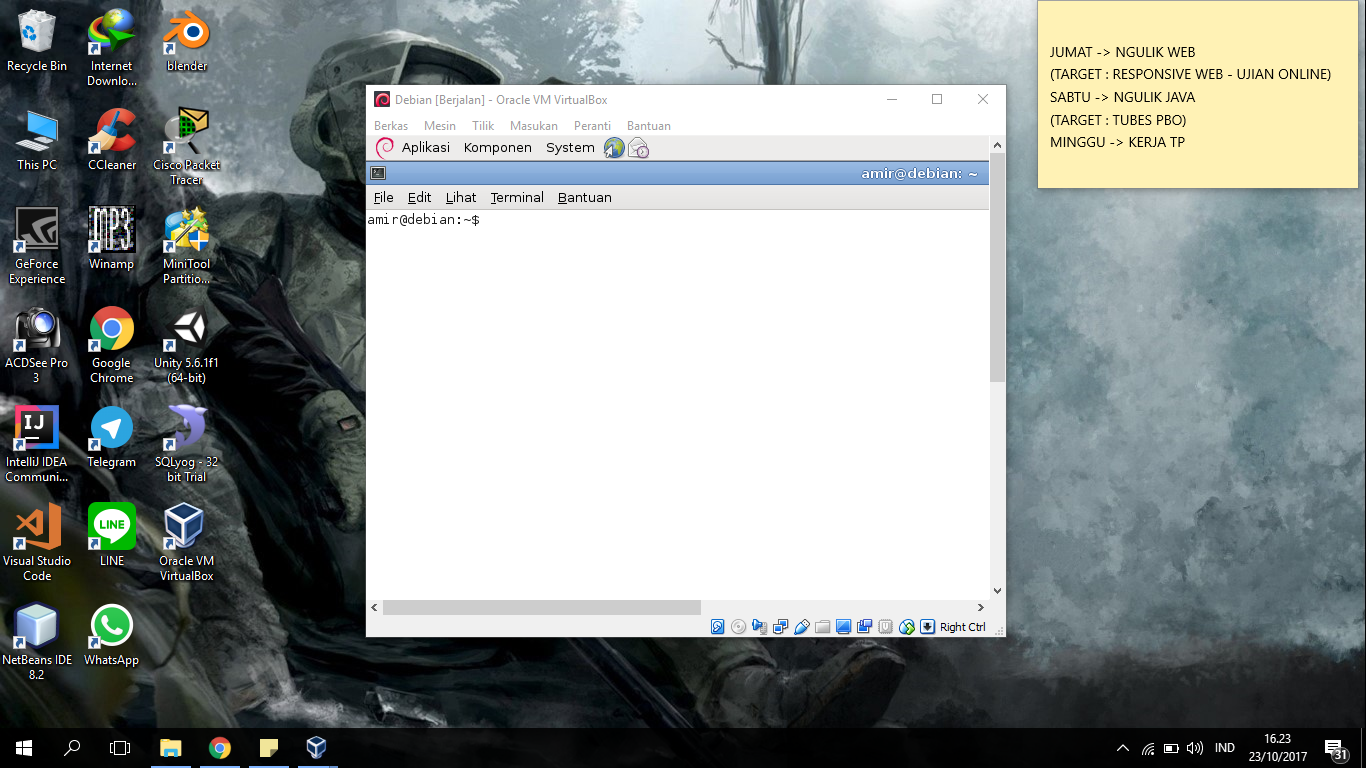 Recycle Bin
Internet
Downlo...
blender
This PC
CCleaner
Cisco Packet
Tracer
GeForce
Experience
MP3
Winamp
MiniTool
Partitio...
ACDSee Pro
3
Google
Chrome
Unity 5.6.1f1
(64-bit)
IJ
IntelliJ IDEA
Communi...
Telegram
SQLyog - 32
bit Trial
Visual Studio
Code
LINE
LINE
Oracle VM
VirtualBox
NetBeans IDE
8.2
WhatsApp
Debian [Berjalan] - Oracle VM VirtualBox
Berkas Mesin Tilik Masukan Peranti Bantuan
Aplikasi Komponen System
amir@debian: ~
File Edit Lihat Terminal Bantuan
amir@debian:~$
Right Ctrl
JUMAT -> NGULIK WEB
(TARGET : RESPONSIVE WEB - UJIAN ONLINE)
SABTU -> NGULIK JAVA
(TARGET : TUBES PBO)
MINGGU -> KERJA TP
IND
16.23
23/10/2017
31